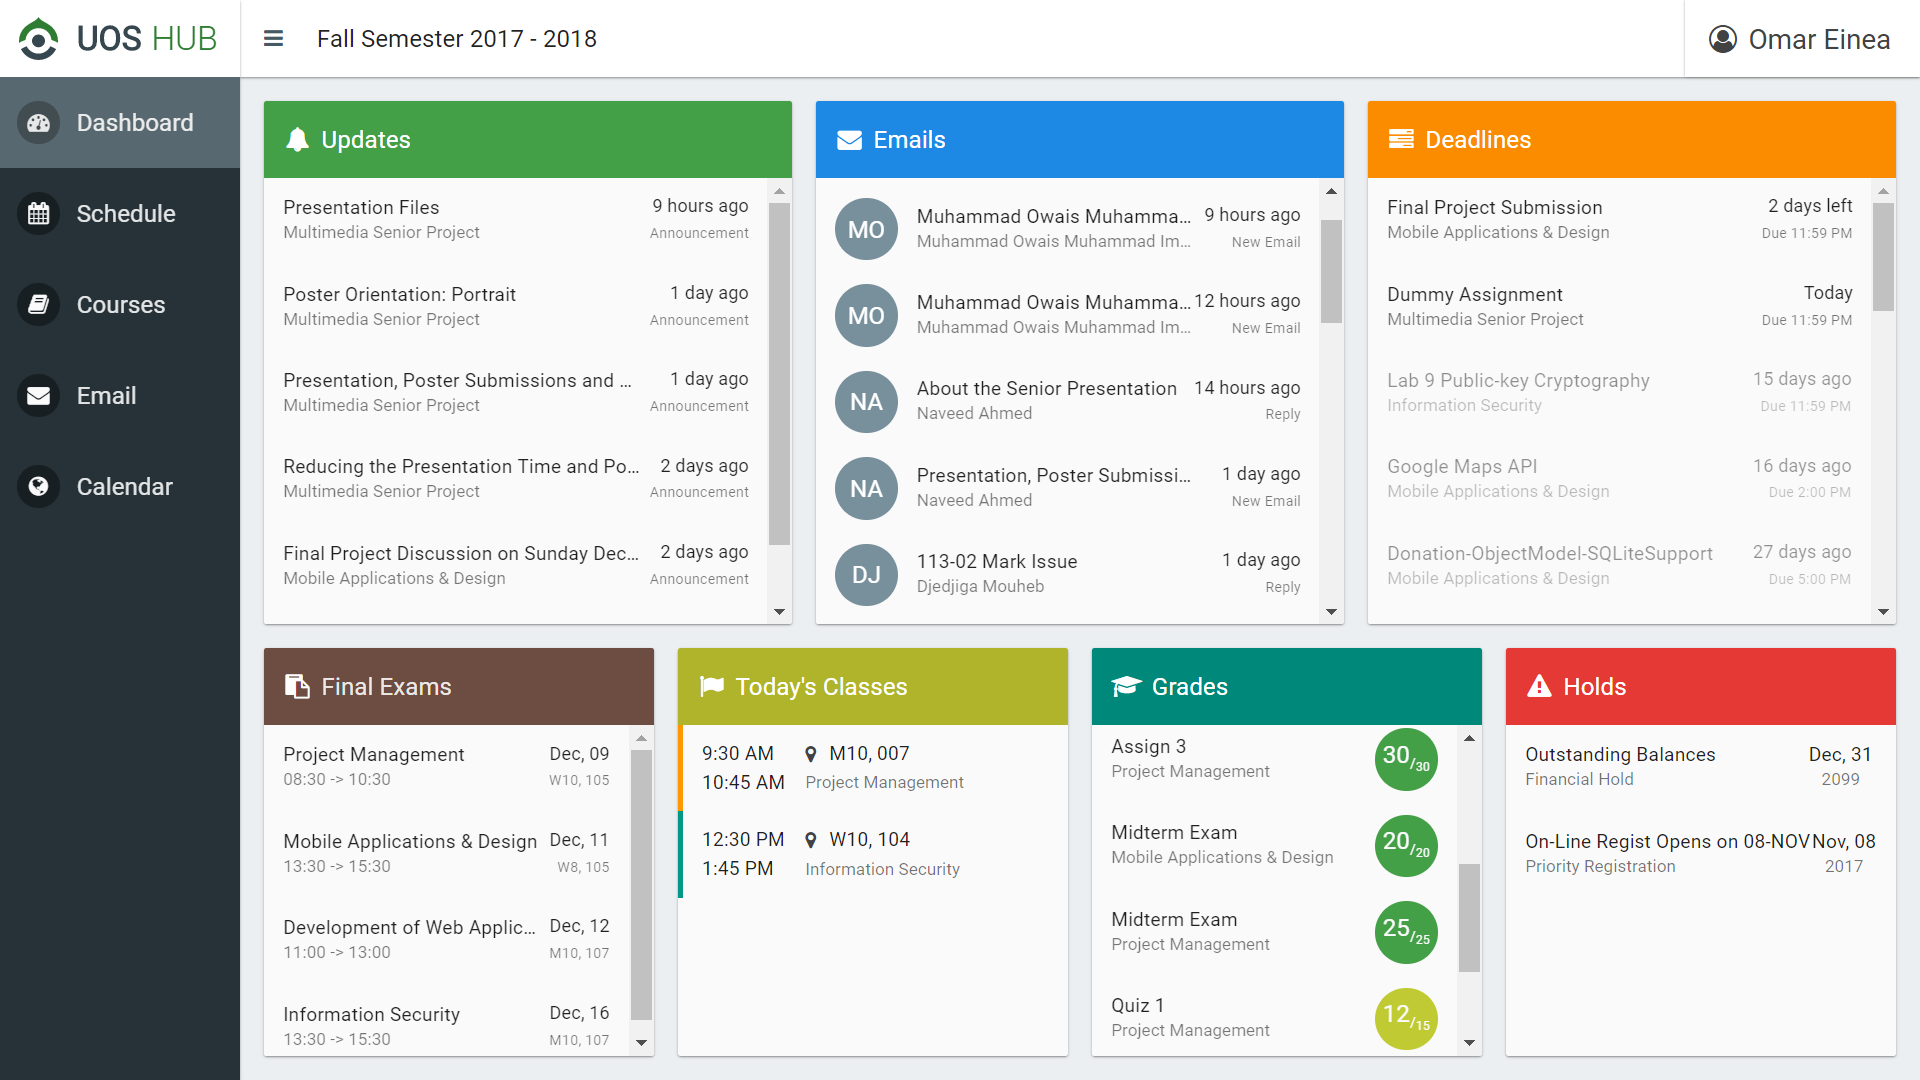 UOS HUB
Fall Semester 2017 - 2018
Omar Einea
Dashboard
Schedule
Courses
Email
Calendar
Updates
Presentation Files 9 hours ago
Multimedia Senior Project Announcement
Poster Orientation: Portrait 1 day ago
Multimedia Senior Project Announcement
Presentation, Poster Submissions and ... 1 day ago
Multimedia Senior Project Announcement
Reducing the Presentation Time and Po... 2 days ago
Multimedia Senior Project Announcement
Final Project Discussion on Sunday Dec... 2 days ago
Mobile Applications & Design Announcement
Emails
MO Muhammad Owais Muhamma... 9 hours ago
Muhammad Owais Muhammad Im... New Email
MO Muhammad Owais Muhamma... 12 hours ago
Muhammad Owais Muhammad Im... New Email
NA About the Senior Presentation 14 hours ago
Naveed Ahmed Reply
NA Presentation, Poster Submissi... 1 day ago
Naveed Ahmed New Email
DJ 113-02 Mark Issue 1 day ago
Djedjiga Mouheb Reply
Deadlines
Final Project Submission 2 days left
Mobile Applications & Design Due 11:59 PM
Dummy Assignment Today
Multimedia Senior Project Due 11:59 PM
Lab 9 Public-key Cryptography 15 days ago
Information Security Due 11:59 PM
Google Maps API 16 days ago
Mobile Applications & Design Due 2:00 PM
Donation-ObjectModel-SQLiteSupport 27 days ago
Mobile Applications & Design Due 5:00 PM
Final Exams
Project Management Dec, 09
08:30 -> 10:30 W10, 105
Mobile Applications & Design Dec, 11
13:30 -> 15:30 W8, 105
Development of Web Applic... Dec, 12
11:00 -> 13:00 M10, 107
Information Security Dec, 16
13:30 -> 15:30 M10, 107
Today's Classes
9:30 AM M10, 007
10:45 AM Project Management
12:30 PM W10, 104
1:45 PM Information Security
Grades
Assign 3 30/30
Project Management
Midterm Exam 20/20
Mobile Applications & Design
Midterm Exam 25/25
Project Management
Quiz 1 12/15
Project Management
Holds
Outstanding Balances Dec, 31
Financial Hold 2099
On-Line Regist Opens on 08-NOV Nov, 08
Priority Registration 2017